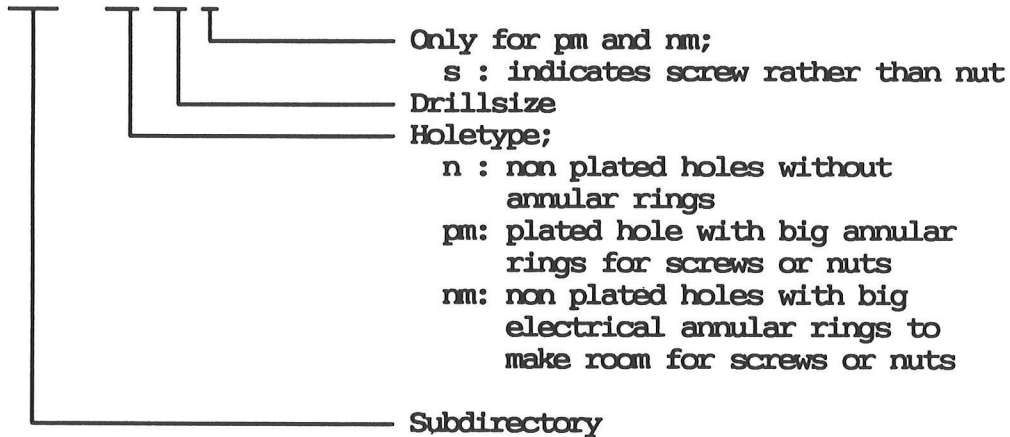 Only for pm and nm;
s : indicates screw rather than nut
Drillsize
Holetype;
n : non plated holes without
annular rings
pm: plated hole with big annular
rings for screws or nuts
nm: non plated holes with big
electrical annular rings to
make room for screws or nuts
Subdirectory